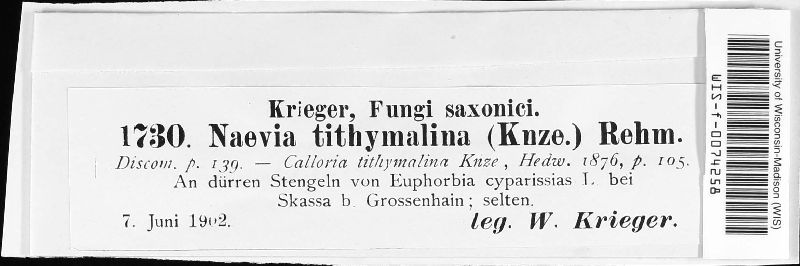 Krieger, Fungi saxonici.
1730. Naevia tithymalina (Knze.) Rehm.
Discom. p. 139. — Calloria tithymalina Knze, Hedw. 1876, p. 105.
An dürren Stengeln von Euphorbia cyparissias L. bei
Skassa b. Grossenhain; selten.
7. Juni 1902. leg. W. Krieger.
WIS-f-0074258
University of Wisconsin-Madison (WIS)